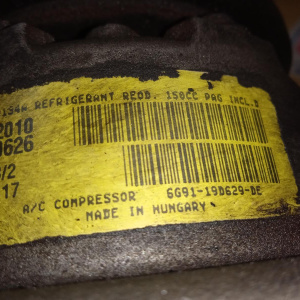 134A REFRIGERANT REQD. 150CC PAG INCL.D
2010
0626
/2
17
A/C COMPRESSOR 6G91-19D629-DE
MADE IN HUNGARY